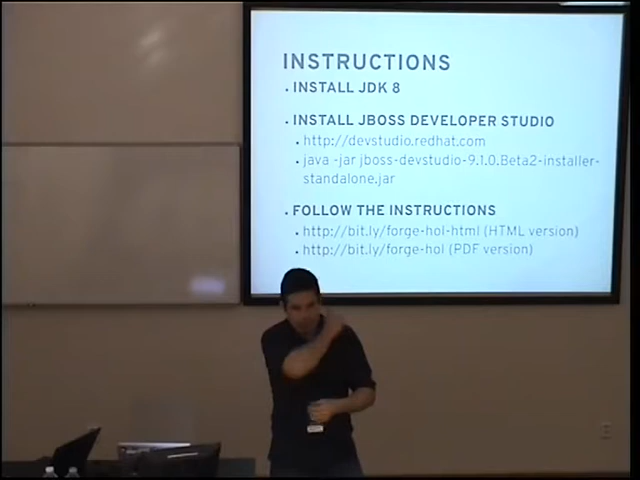 INSTRUCTIONS
• INSTALL JDK 8
• INSTALL JBOSS DEVELOPER STUDIO
• http://devstudio.redhat.com
• java -jar jboss-devstudio-9.1.0.Beta2-installer-
standalone.jar
• FOLLOW THE INSTRUCTIONS
• http://bit.ly/forge-hol-html (HTML version)
• http://bit.ly/forge-hol (PDF version)